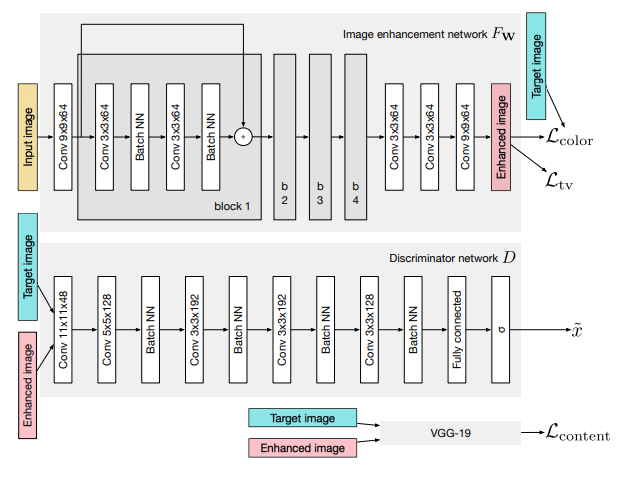 Image enhancement network F_W
Target image
Input image
Conv 9x9x64
Conv 3x3x64
Batch NN
Conv 3x3x64
Batch NN
+
block 1
b
2
b
3
b
4
Conv 3x3x64
Conv 3x3x64
Conv 9x9x64
Enhanced image
ℒcolor
ℒtv
Discriminator network D
Target image
Enhanced image
Conv 11x11x48
Conv 5x5x128
Batch NN
Conv 3x3x192
Batch NN
Conv 3x3x192
Batch NN
Conv 3x3x128
Batch NN
Fully connected
σ
x̃
Target image
Enhanced image
VGG-19
ℒcontent